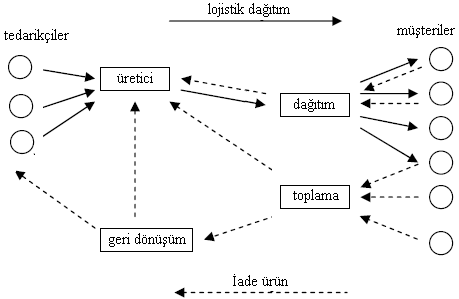 lojistik dağıtım
tedarikçiler
müşteriler
üretici
dağıtım
toplama
geri dönüşüm
İade ürün